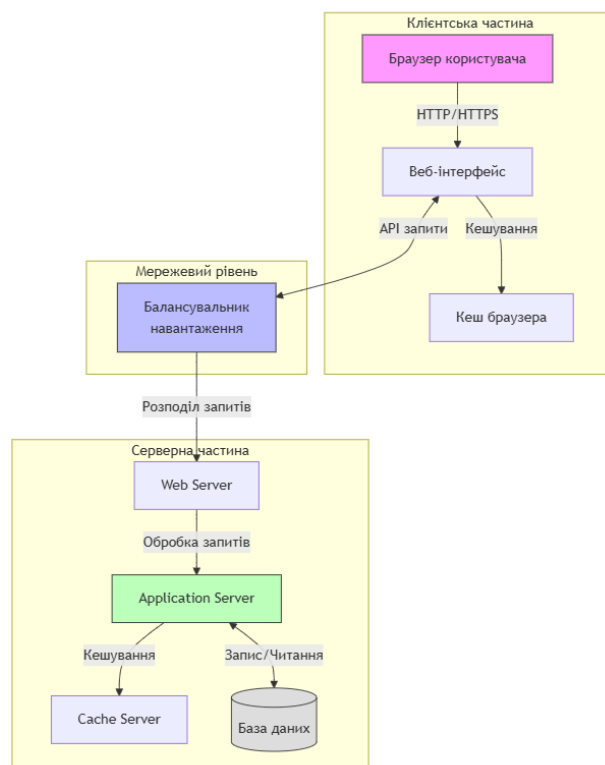 Клієнтська частина
Браузер користувача
HTTP/HTTPS
Веб-інтерфейс
API запити
Кешування
Кеш браузера
Мережевий рівень
Балансувальник
навантаження
Розподіл запитів
Серверна частина
Web Server
Обробка запитів
Application Server
Кешування
Запис/Читання
Cache Server
База даних